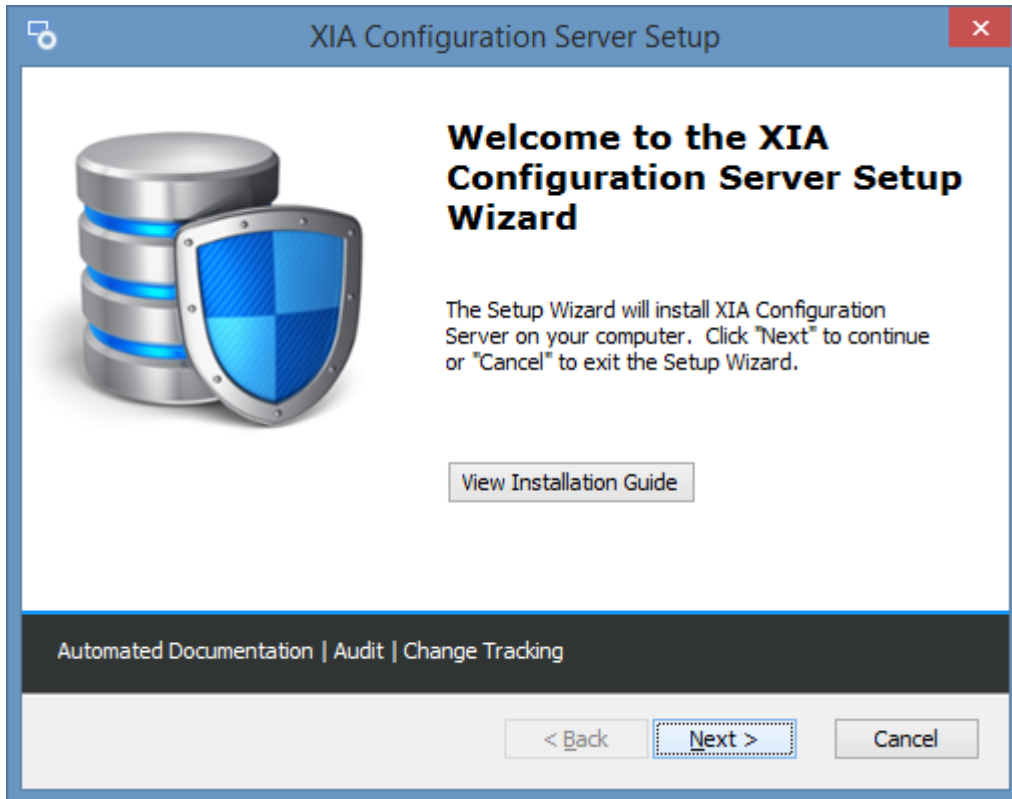 XIA Configuration Server Setup
Welcome to the XIA
Configuration Server Setup
Wizard
The Setup Wizard will install XIA Configuration
Server on your computer.  Click "Next" to continue
or "Cancel" to exit the Setup Wizard.
View Installation Guide
Automated Documentation | Audit | Change Tracking
< Back
Next >
Cancel